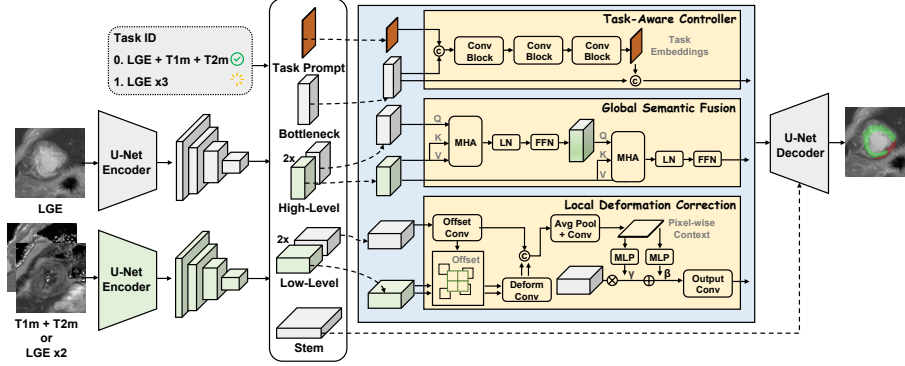 Task ID
0. LGE + T1m + T2m
1. LGE x3
LGE
U-Net
Encoder
T1m + T2m
or
LGE x2
U-Net
Encoder
Task Prompt
Bottleneck
2x
High-Level
2x
Low-Level
Stem
Task-Aware Controller
C
Conv
Block
Conv
Block
Conv
Block
Task
Embeddings
C
Global Semantic Fusion
Q
K
V
MHA
LN
FFN
Q
K
V
MHA
LN
FFN
Local Deformation Correction
Offset
Conv
Offset
C
Deform
Conv
Avg Pool
+ Conv
Pixel-wise
Context
MLP
MLP
γ
β
Output
Conv
U-Net
Decoder